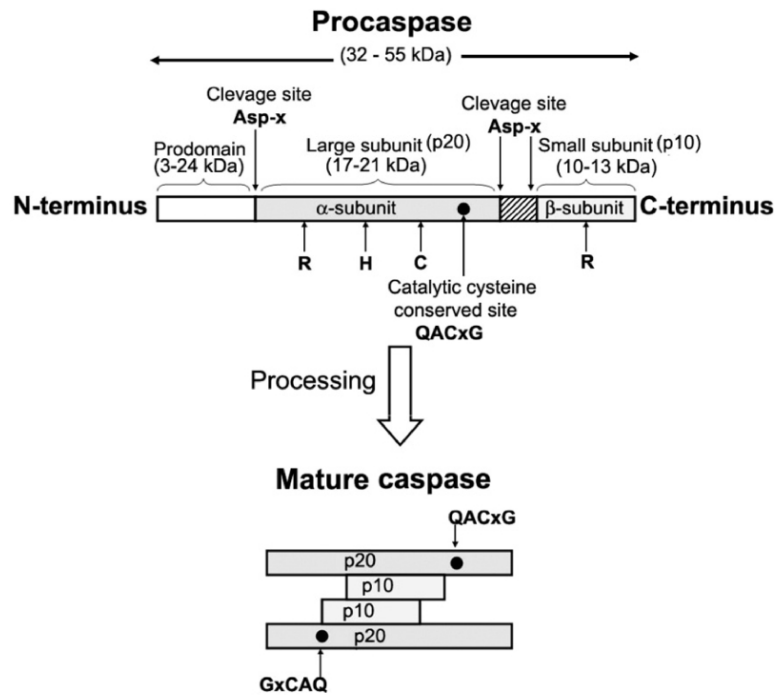 Procaspase
(32 - 55 kDa)
Clevage site
Asp-x
Clevage site
Asp-x
Prodomain
(3-24 kDa)
Large subunit (p20)
(17-21 kDa)
Small subunit (p10)
(10-13 kDa)
N-terminus
α-subunit
β-subunit
C-terminus
R
H
C
R
Catalytic cysteine
conserved site
QACxG
Processing
Mature caspase
QACxG
p20
p10
p10
p20
GxCAQ